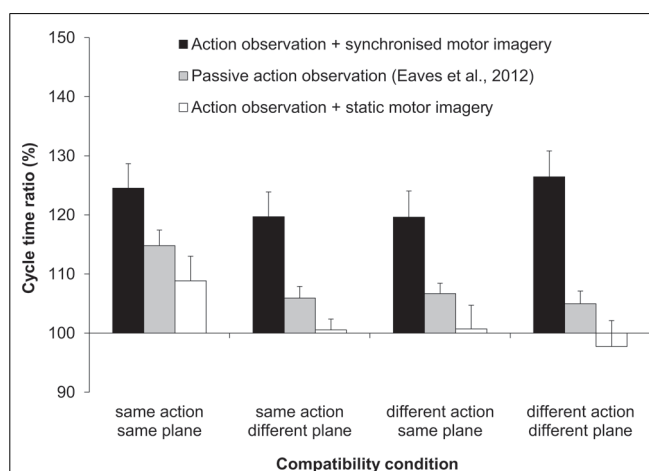 150
140
130
120
110
100
90
Cycle time ratio (%)
Action observation + synchronised motor imagery
Passive action observation (Eaves et al., 2012)
Action observation + static motor imagery
same action
same plane
same action
different plane
different action
same plane
different action
different plane
Compatibility condition